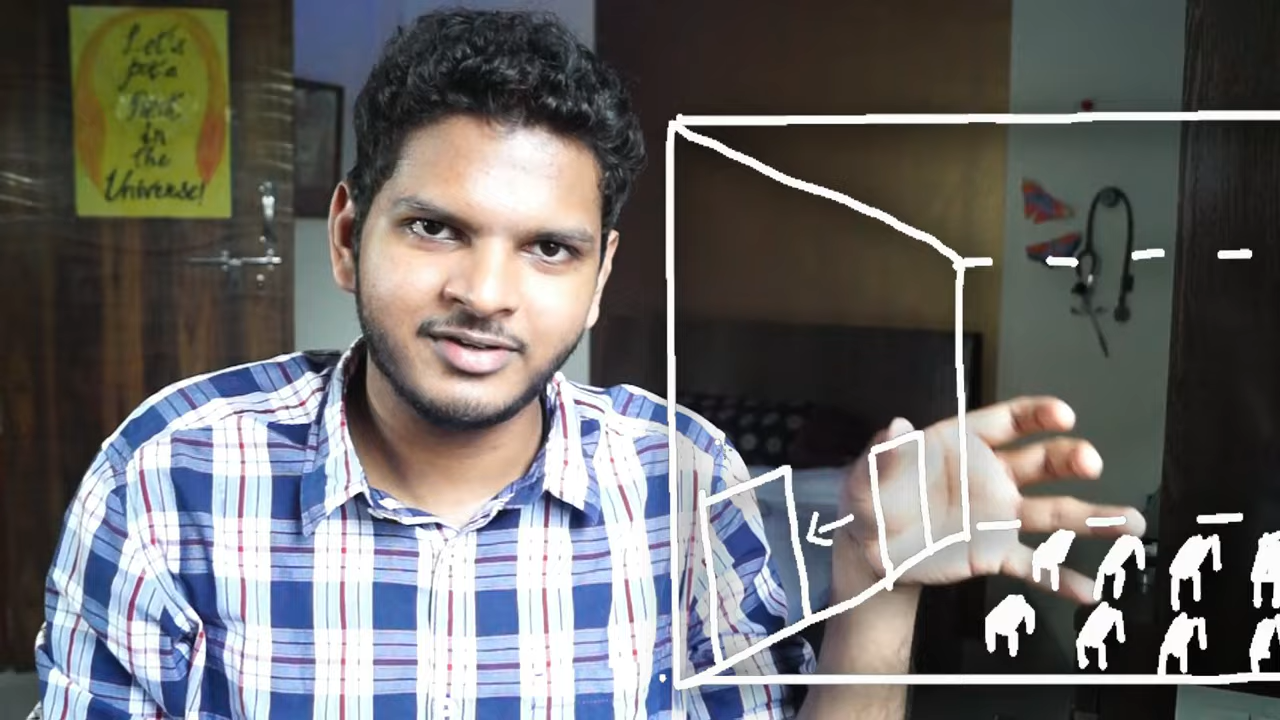 Let's
put a
dent
in
the
Universe!